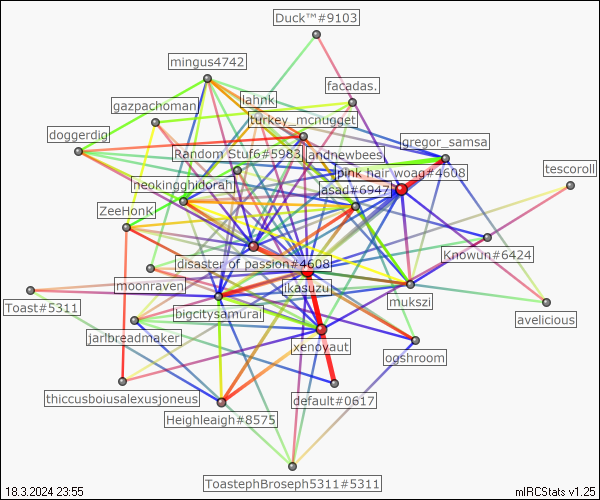 Duck™#9103
mingus4742
facadas.
lahnk
gazpachoman
turkey_mcnugget
doggerdig
gregor_samsa
Random Stuf6#5983
landnewbees
pink hair woag#4608
tescoroll
neokingghidorah
asad#6947
ZeeHonK
Knowun#6424
disaster of passion#4608
moonraven
ikasuzu
mukszi
Toast#5311
bigcitysamurai
avelicious
jarlbreadmaker
xenoyaut
ogshroom
thiccusboiusalexusjoneus
default#0617
Heighleaigh#8575
ToastephBroseph5311#5311
18.3.2024 23:55
mIRCStats v1.25